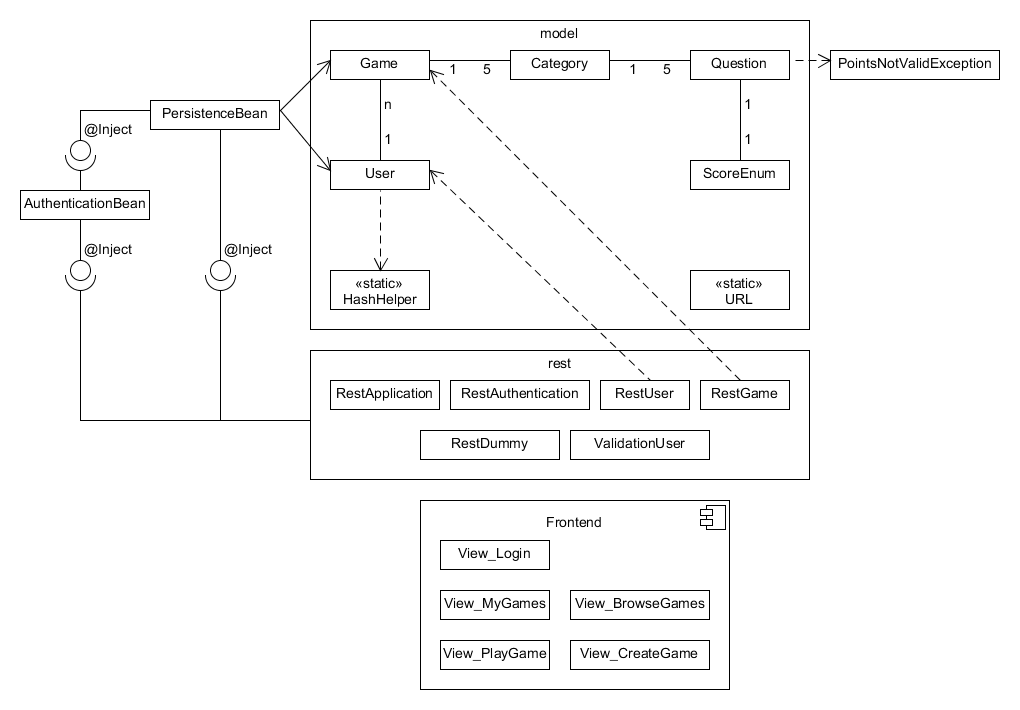 model
Game
1
5
Category
1
5
Question
PointsNotValidException
n
1
1
1
PersistenceBean
@Inject
User
ScoreEnum
AuthenticationBean
@Inject
@Inject
«static»
HashHelper
«static»
URL
rest
RestApplication
RestAuthentication
RestUser
RestGame
RestDummy
ValidationUser
Frontend
View_Login
View_MyGames
View_BrowseGames
View_PlayGame
View_CreateGame